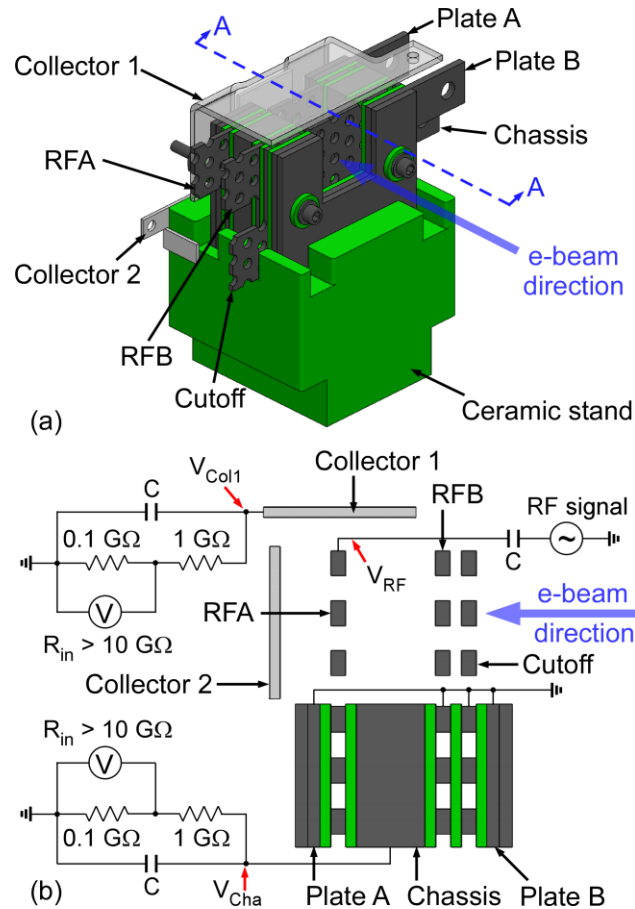 Plate A
A
Plate B
Collector 1
Chassis
RFA
A
Collector 2
e-beam
direction
RFB
Cutoff
Ceramic stand
(a)
V_Col1
Collector 1
C
RFB
RF signal
0.1 GΩ
1 GΩ
C
V_RF
V
RFA
e-beam
direction
R_in > 10 GΩ
Cutoff
Collector 2
R_in > 10 GΩ
V
0.1 GΩ
1 GΩ
C
(b)
V_Cha
Plate A
Chassis
Plate B